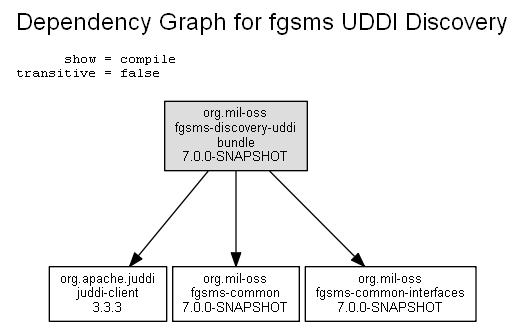 Dependency Graph for fgsms UDDI Discovery
show = compile
transitive = false
org.mil-oss
fgsms-discovery-uddi
bundle
7.0.0-SNAPSHOT
org.apache.juddi
juddi-client
3.3.3
org.mil-oss
fgsms-common
7.0.0-SNAPSHOT
org.mil-oss
fgsms-common-interfaces
7.0.0-SNAPSHOT